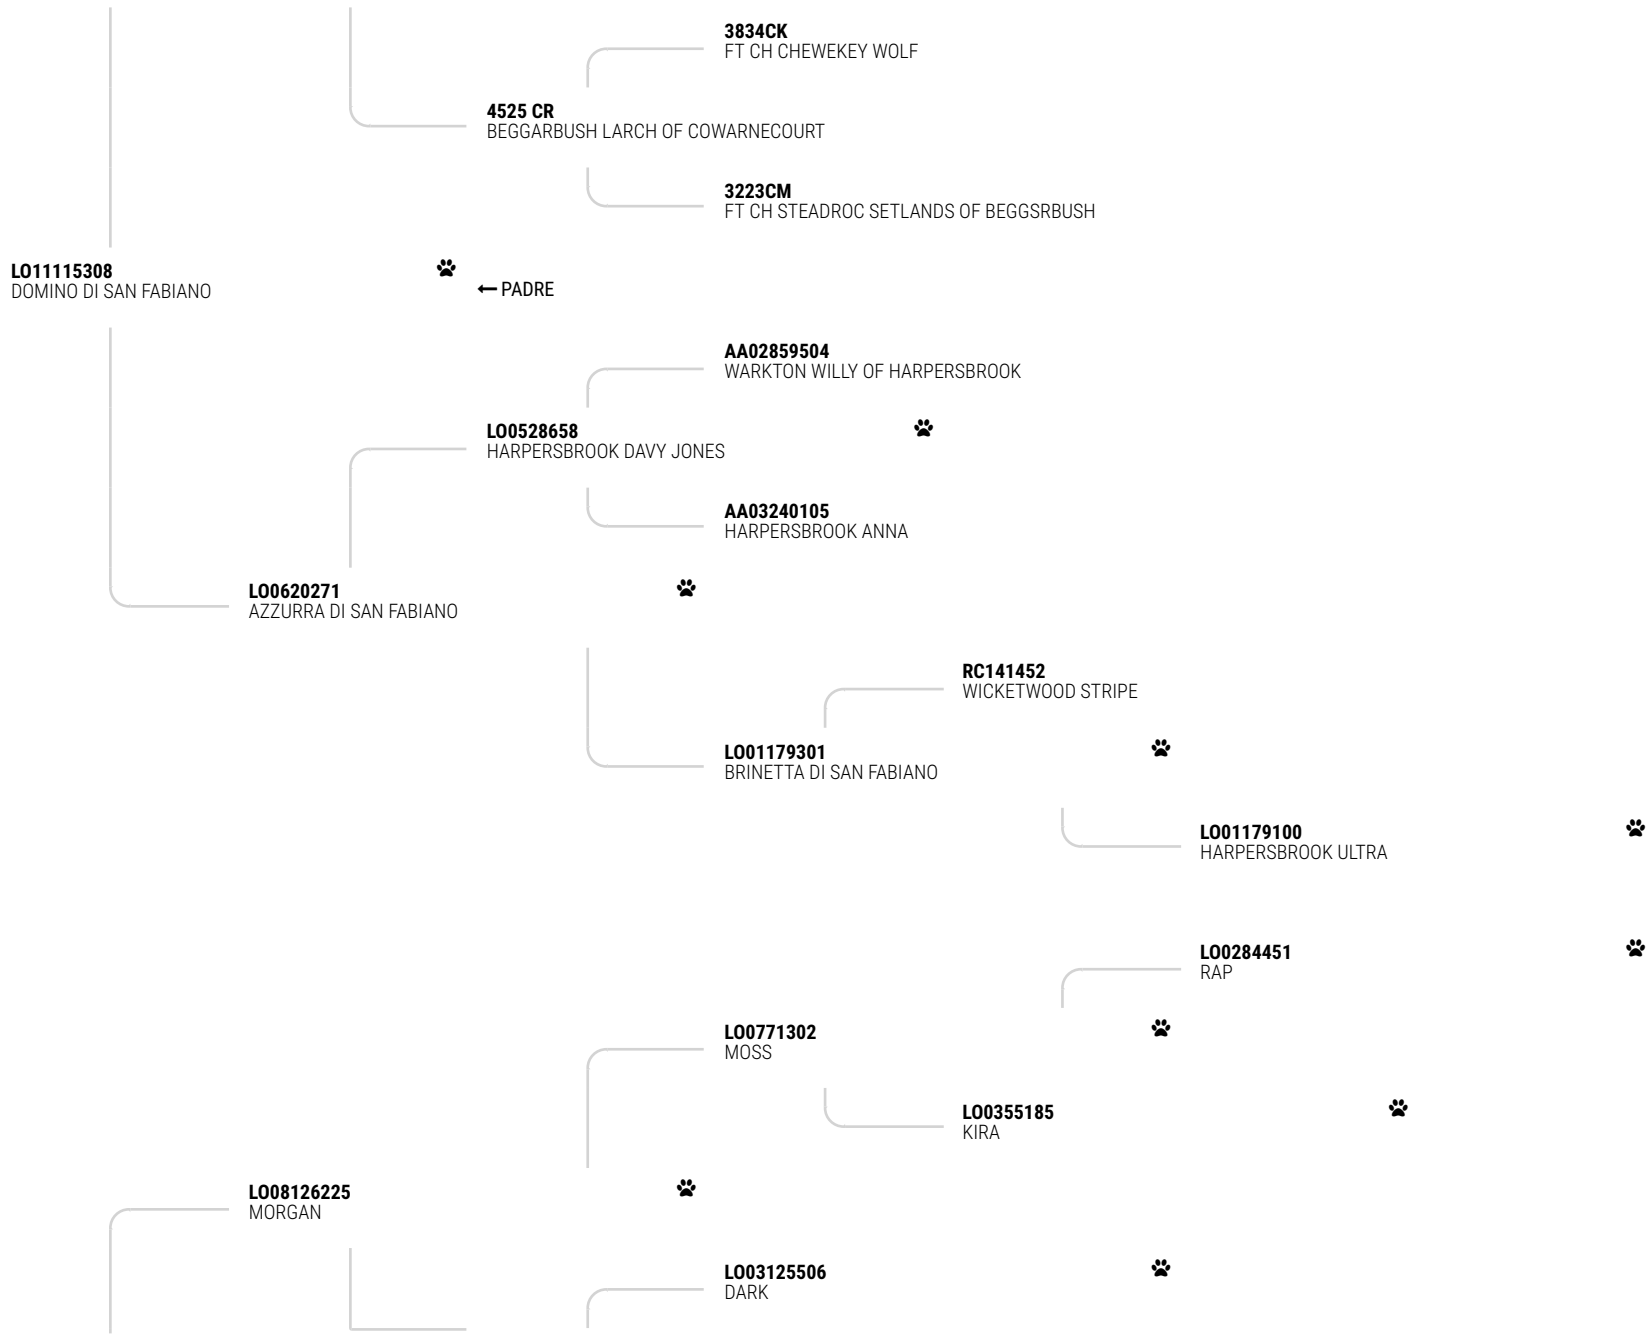 3834CK
FT CH CHEWEKEY WOLF
4525 CR
BEGGARBUSH LARCH OF COWARNECOURT
3223CM
FT CH STEADROC SETLANDS OF BEGGSRBUSH
LO11115308
DOMINO DI SAN FABIANO
PADRE
AA02859504
WARKTON WILLY OF HARPERSBROOK
LO0528658
HARPERSBROOK DAVY JONES
AA03240105
HARPERSBROOK ANNA
LO0620271
AZZURRA DI SAN FABIANO
RC141452
WICKETWOOD STRIPE
LO01179301
BRINETTA DI SAN FABIANO
LO01179100
HARPERSBROOK ULTRA
LO0284451
RAP
LO0771302
MOSS
LO0355185
KIRA
LO08126225
MORGAN
LO03125506
DARK